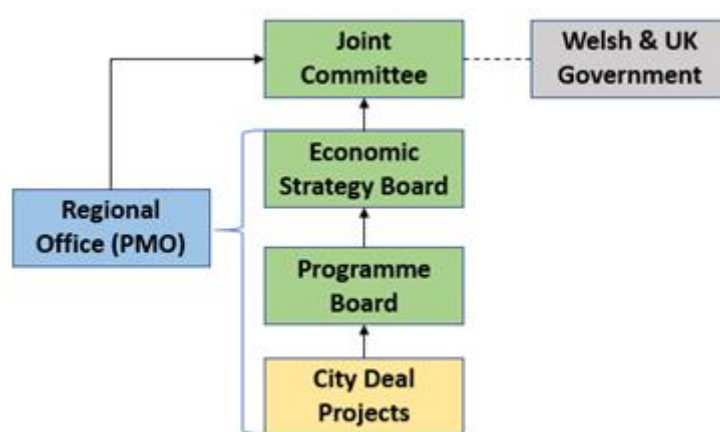 Joint
Committee
Welsh & UK
Government
Economic
Strategy Board
Regional
Office (PMO)
Programme
Board
City Deal
Projects